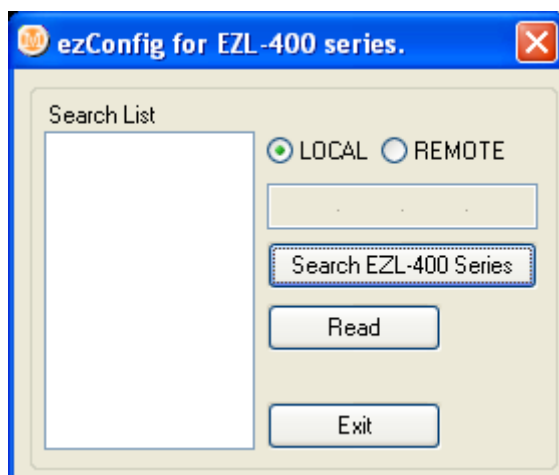 ezConfig for EZL-400 series.
Search List
LOCAL REMOTE
. . .
Search EZL-400 Series
Read
Exit